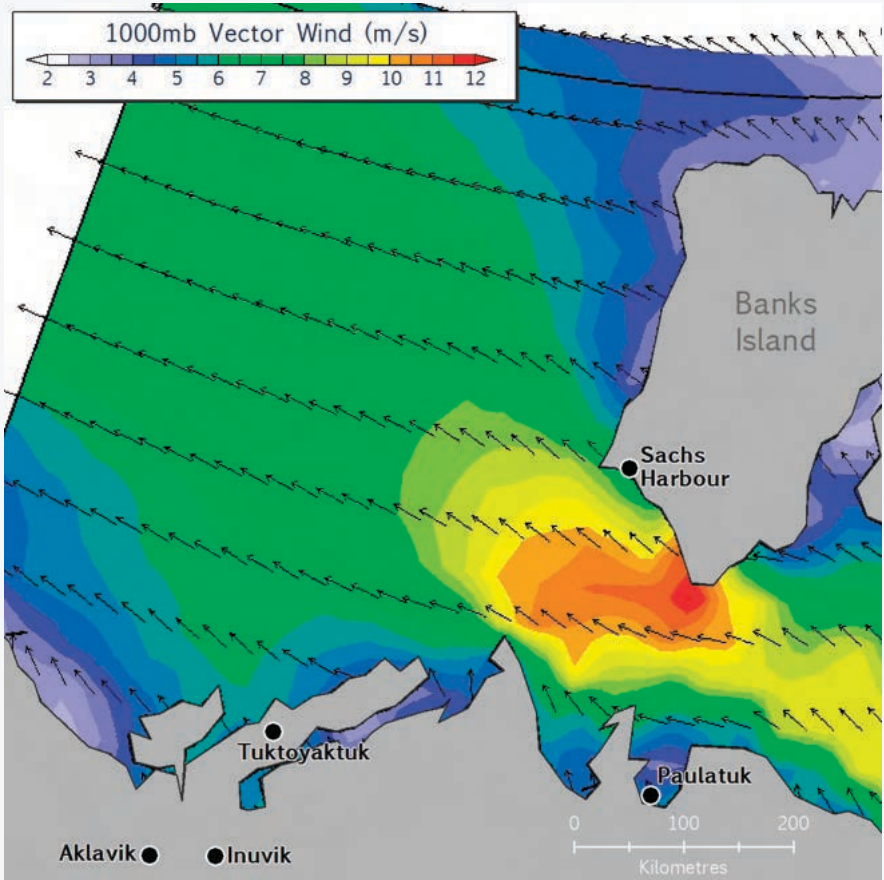 1000mb Vector Wind (m/s)
2 3 4 5 6 7 8 9 10 11 12
Banks
Island
Sachs
Harbour
Tuktoyaktuk
Paulatuk
Aklavik
Inuvik
0 100 200
Kilometres